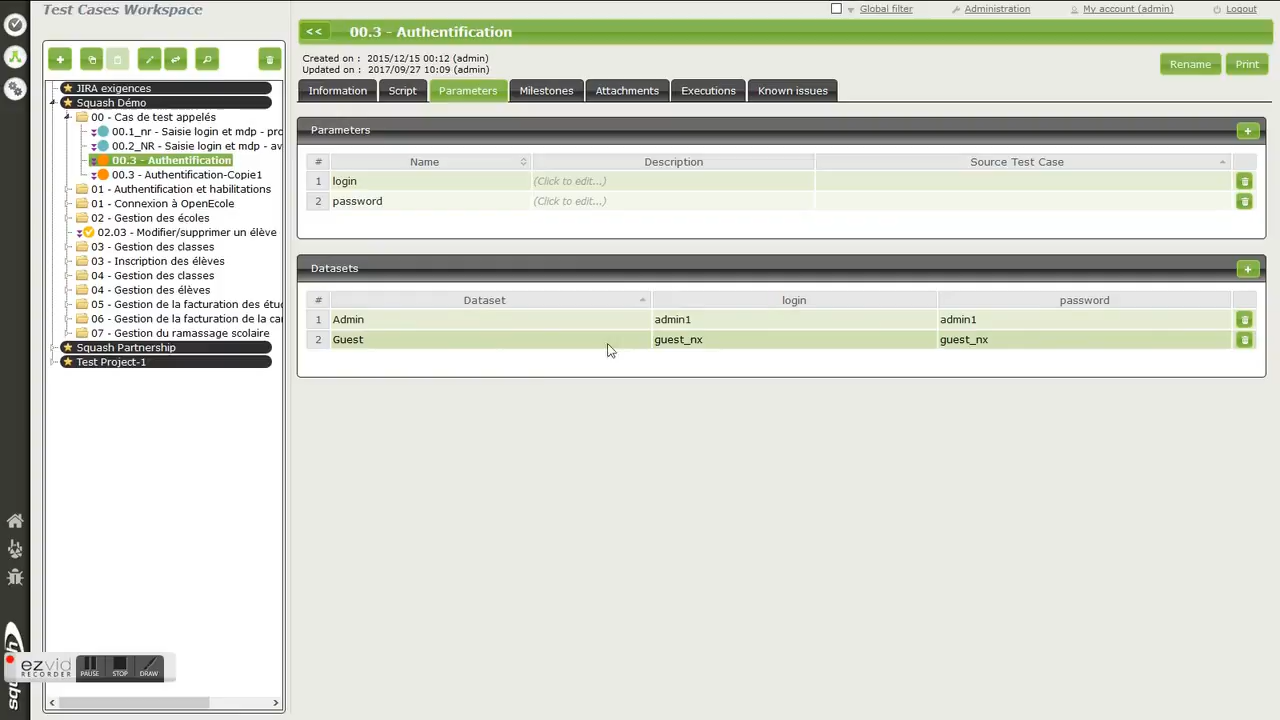 Test Cases Workspace
Global filter
Administration
My account (admin)
Logout
<<
00.3 - Authentification
Created on : 2015/12/15 00:12 (admin)
Updated on : 2017/09/27 10:09 (admin)
Rename
Print
Information
Script
Parameters
Milestones
Attachments
Executions
Known issues
JIRA exigences
Squash Démo
00 - Cas de test appelés
00.1_nr - Saisie login et mdp - pro
00.2_NR - Saisie login et mdp - av
00.3 - Authentification
00.3 - Authentification-Copie1
01 - Authentification et habilitations
01 - Connexion à OpenEcole
02 - Gestion des écoles
02.03 - Modifier/supprimer un élève
03 - Gestion des classes
03 - Inscription des élèves
04 - Gestion des classes
04 - Gestion des élèves
05 - Gestion de la facturation des étu
06 - Gestion de la facturation de la ca
07 - Gestion du ramassage scolaire
Squash Partnership
Test Project-1
Parameters
# Name Description Source Test Case
1 login (Click to edit...)
2 password (Click to edit...)
Datasets
# Dataset login password
1 Admin admin1 admin1
2 Guest guest_nx guest_nx
ezvid
RECORDER
PAUSE
STOP
DRAW